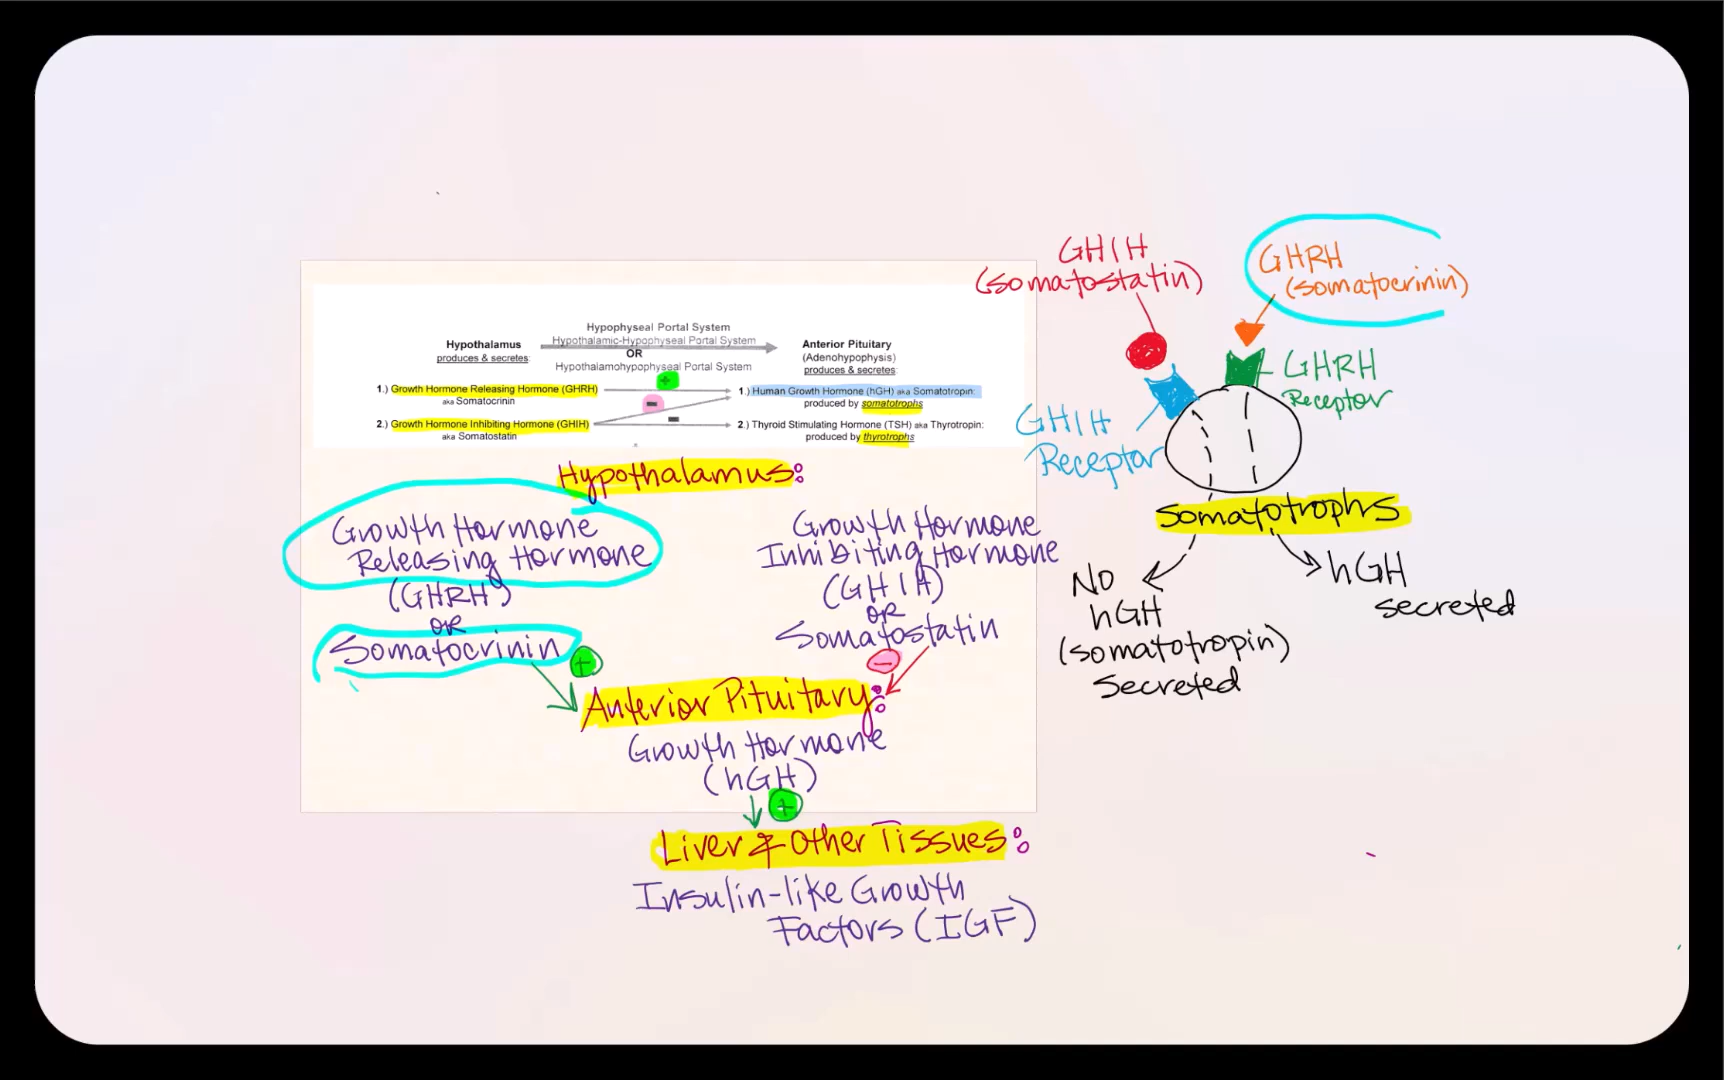 Hypophyseal Portal System
Hypothalamus
Hypothalamic-Hypophyseal Portal System
Anterior Pituitary
produces & secretes:
OR
(Adenohypophysis)
Hypothalamohypophyseal Portal System
produces & secretes:
+
1.) Growth Hormone Releasing Hormone (GHRH)
1.) Human Growth Hormone (hGH) aka Somatotropin:
aka Somatocrinin
-
produced by somatotrophs
2.) Growth Hormone Inhibiting Hormone (GHIH)
-
2.) Thyroid Stimulating Hormone (TSH) aka Thyrotropin:
aka Somatostatin
produced by thyrotrophs
Hypothalamus:
Growth Hormone
Releasing Hormone
(GHRH)
OR
Somatocrinin
+
Growth Hormone
Inhibiting Hormone
(GHIH)
OR
Somatostatin
-
Anterior Pituitary:
Growth Hormone
(hGH)
+
Liver & Other Tissues:
Insulin-like Growth
Factors (IGF)
GHIH
(somatostatin)
GHRH
(somatocrinin)
GHRH
Receptor
GHIH
Receptor
Somatotrophs
No
hGH
(somatotropin)
Secreted
hGH
secreted